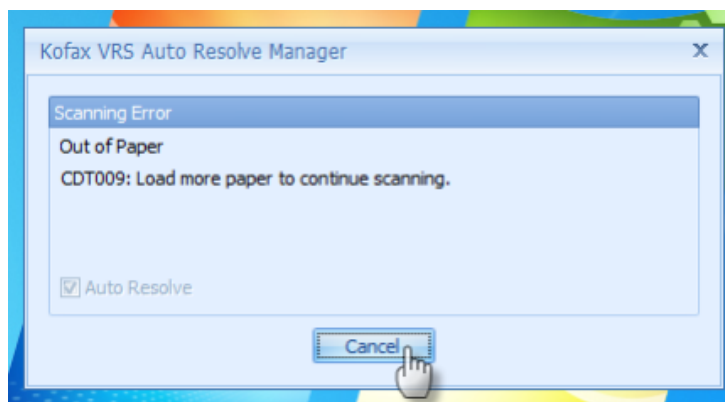 Kofax VRS Auto Resolve Manager
Scanning Error
Out of Paper
CDT009: Load more paper to continue scanning.
Auto Resolve
Cancel